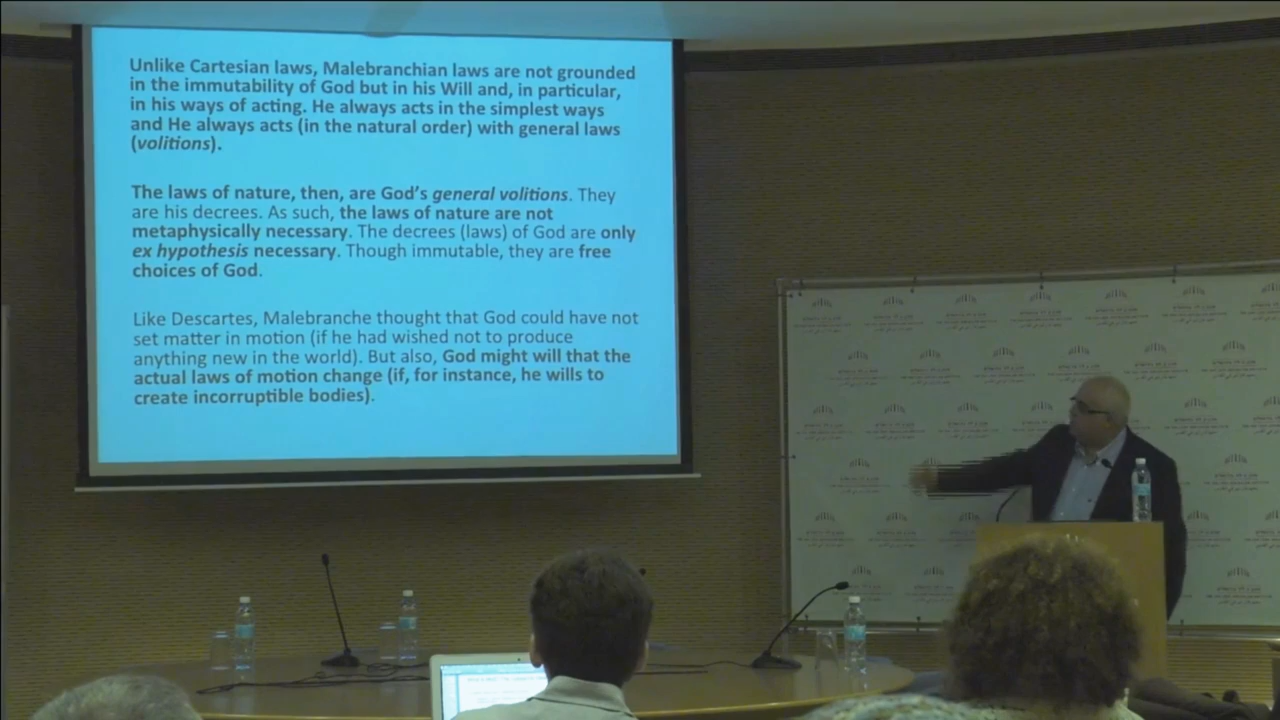 Unlike Cartesian laws, Malebranchian laws are not grounded
in the immutability of God but in his Will and, in particular,
in his ways of acting. He always acts in the simplest ways
and He always acts (in the natural order) with general laws
(volitions).
The laws of nature, then, are God's general volitions. They
are his decrees. As such, the laws of nature are not
metaphysically necessary. The decrees (laws) of God are only
ex hypothesis necessary. Though immutable, they are free
choices of God.
Like Descartes, Malebranche thought that God could have not
set matter in motion (if he had wished not to produce
anything new in the world). But also, God might will that the
actual laws of motion change (if, for instance, he wills to
create incorruptible bodies).